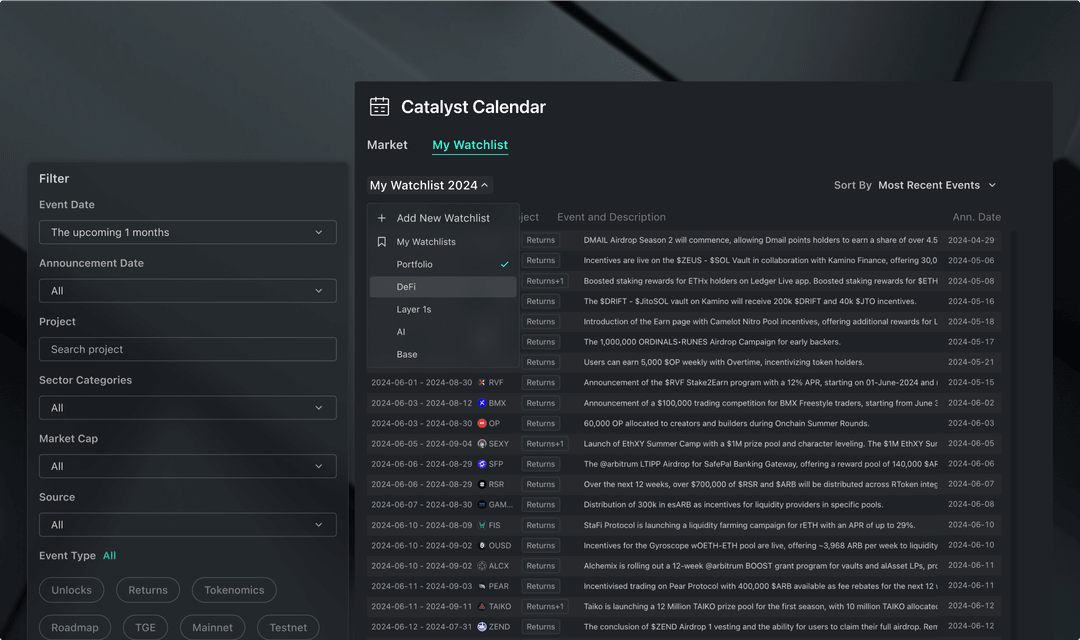 Catalyst Calendar
Market
My Watchlist
Filter
Event Date
The upcoming 1 months
Announcement Date
All
Project
Search project
Sector Categories
All
Market Cap
All
Source
All
Event Type All
Unlocks
Returns
Tokenomics
Roadmap
TGE
Mainnet
Testnet
My Watchlist 2024
Sort By Most Recent Events
Add New Watchlist
My Watchlists
Portfolio
DeFi
Layer 1s
AI
Base
ject Event and Description Ann. Date
Returns DMAIL Airdrop Season 2 will commence, allowing Dmail points holders to earn a share of over 4.5 2024-04-29
Returns Incentives are live on the $ZEUS - $SOL Vault in collaboration with Kamino Finance, offering 30,0 2024-05-06
Returns+1 Boosted staking rewards for ETHx holders on Ledger Live app. Boosted staking rewards for $ETH 2024-05-08
Returns The $DRIFT - $JitoSOL vault on Kamino will receive 200k $DRIFT and 40k $JTO incentives. 2024-05-16
Returns Introduction of the Earn page with Camelot Nitro Pool incentives, offering additional rewards for L 2024-05-18
Returns The 1,000,000 ORDINALS•RUNES Airdrop Campaign for early backers. 2024-05-17
Returns Users can earn 5,000 $OP weekly with Overtime, incentivizing token holders. 2024-05-21
2024-06-01 - 2024-08-30 RVF Returns Announcement of the $RVF Stake2Earn program with a 12% APR, starting on 01-June-2024 and 2024-05-15
2024-06-03 - 2024-08-12 BMX Returns Announcement of a $100,000 trading competition for BMX Freestyle traders, starting from June 3 2024-06-02
2024-06-03 - 2024-08-30 OP Returns 60,000 OP allocated to creators and builders during Onchain Summer Rounds. 2024-06-03
2024-06-05 - 2024-09-04 SEXY Returns+1 Launch of EthXY Summer Camp with a $1M prize pool and character leveling. The $1M EthXY Sur 2024-06-05
2024-06-06 - 2024-08-29 SFP Returns The @arbitrum LTIPP Airdrop for SafePal Banking Gateway, offering a reward pool of 140,000 $AF 2024-06-06
2024-06-06 - 2024-08-29 RSR Returns Over the next 12 weeks, over $700,000 of $RSR and $ARB will be distributed across RToken integ 2024-06-07
2024-06-07 - 2024-08-30 GAM... Returns Distribution of 300k in esARB as incentives for liquidity providers in specific pools. 2024-06-08
2024-06-10 - 2024-08-09 FIS Returns StaFi Protocol is launching a liquidity farming campaign for rETH with an APR of up to 29%. 2024-06-10
2024-06-10 - 2024-09-02 OUSD Returns Incentives for the Gyroscope wOETH-ETH pool are live, offering ~3,968 ARB per week to liquidity 2024-06-10
2024-06-10 - 2024-09-02 ALCX Returns Alchemix is rolling out a 12-week @arbitrum BOOST grant program for vaults and alAsset LPs, pro 2024-06-11
2024-06-11 - 2024-09-03 PEAR Returns Incentivised trading on Pear Protocol with 400,000 $ARB available as fee rebates for the next 12 2024-06-11
2024-06-11 - 2024-09-11 TAIKO Returns+1 Taiko is launching a 12 Million TAIKO prize pool for the first season, with 10 million TAIKO allocated 2024-06-12
2024-06-12 - 2024-07-31 ZEND Returns The conclusion of $ZEND Airdrop 1 vesting and the ability for users to claim their full airdrop. Rem 2024-06-12